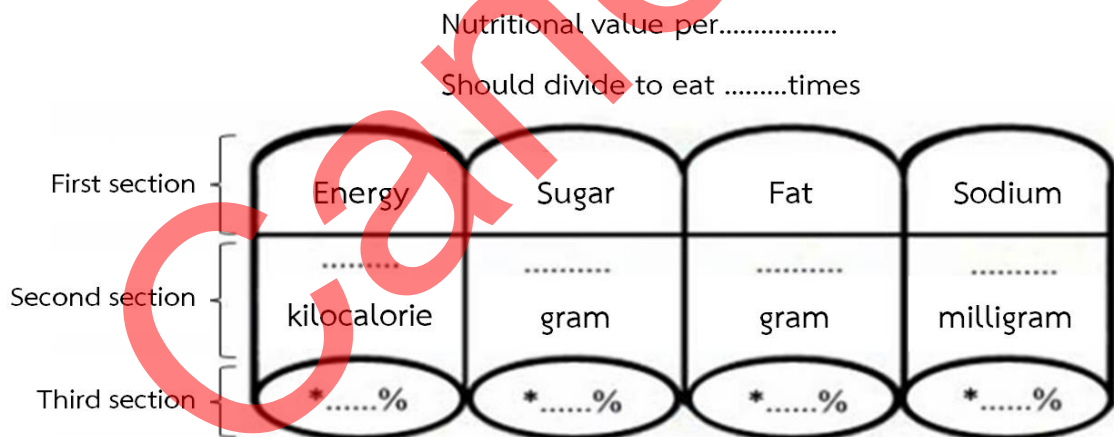 Nutritional value per.................
Should divide to eat .........times
First section
Energy Sugar Fat Sodium
Second section
......... .......... .......... ..........
kilocalorie gram gram milligram
Third section
*......% *......% *......% *......%
Canc